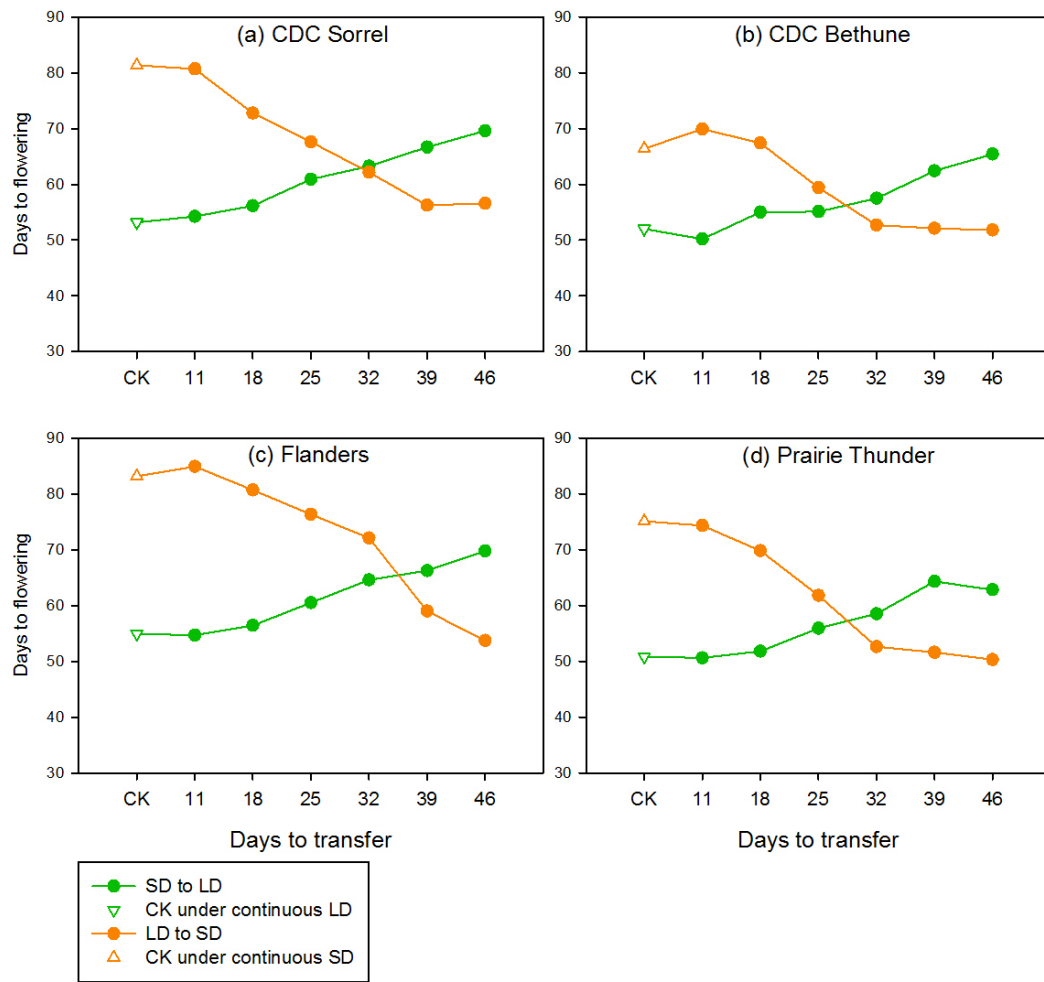 (a) CDC Sorrel
Days to flowering
90
80
70
60
50
40
30
CK 11 18 25 32 39 46
(b) CDC Bethune
90
80
70
60
50
40
30
CK 11 18 25 32 39 46
(c) Flanders
Days to flowering
90
80
70
60
50
40
30
CK 11 18 25 32 39 46
Days to transfer
(d) Prairie Thunder
90
80
70
60
50
40
30
CK 11 18 25 32 39 46
Days to transfer
SD to LD
CK under continuous LD
LD to SD
CK under continuous SD